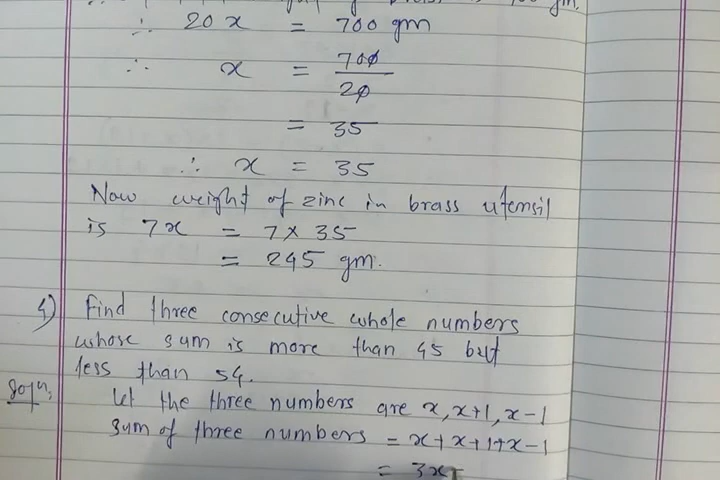 ∴ 20x = 700 gm
∴ x = 700/20
= 35
∴ x = 35
Now weight of zinc in brass utensil
is 7x = 7 × 35
= 245 gm.
4) Find three consecutive whole numbers
whose sum is more than 45 but
less than 54.
Soln, Let the three numbers are x, x+1, x-1
Sum of three numbers = x + x + 1 + x - 1
= 3x